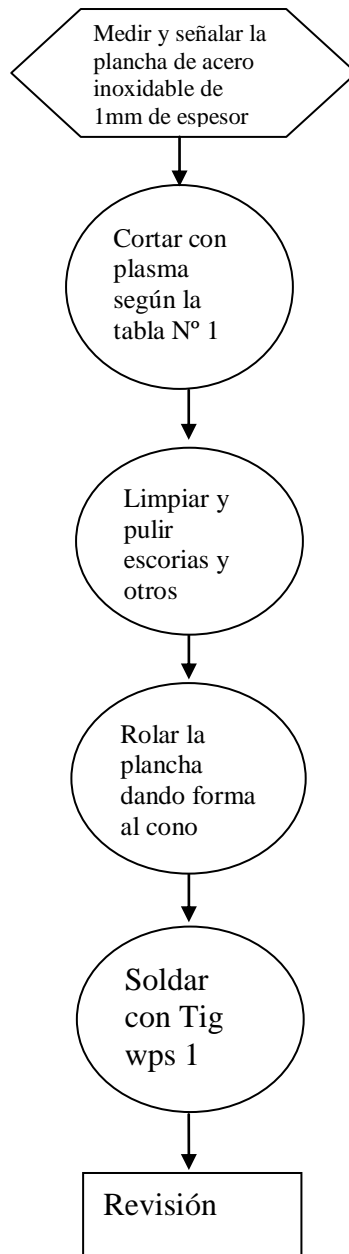 Medir y señalar la
plancha de acero
inoxidable de
1mm de espesor
Cortar con
plasma
según la
tabla Nº 1
Limpiar y
pulir
escorias y
otros
Rolar la
plancha
dando forma
al cono
Soldar
con Tig
wps 1
Revisión